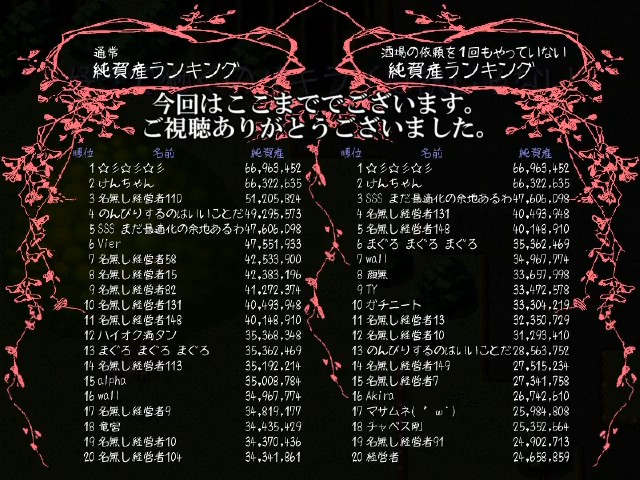 通常
純資産ランキング
酒場の依頼を1回もやっていない
純資産ランキング
今回はここまででございます。
ご視聴ありがとうございました。
順位 名前 純資産
1 ☆彡☆彡☆彡 66,963,452
2 けんちゃん 66,322,635
3 名無し経営者110 51,205,824
4 のんびりするのはいいことだ 49,295,573
5 SSS まだ最適化の余地あるわ 47,606,098
6 Vier 47,551,933
7 名無し経営者58 42,533,500
8 名無し経営者15 42,383,196
9 名無し経営者82 41,272,374
10 名無し経営者131 40,493,948
11 名無し経営者148 40,148,910
12 ハイオク満タン 35,368,348
13 まぐろ まぐろ まぐろ 35,362,469
14 名無し経営者113 35,192,214
15 alpha 35,008,784
16 wall 34,967,774
17 名無し経営者9 34,819,177
18 竜宮 34,435,429
19 名無し経営者10 34,370,436
20 名無し経営者104 34,341,861
順位 名前 純資産
1 ☆彡☆彡☆彡 66,963,452
2 けんちゃん 66,322,635
3 SSS まだ最適化の余地あるわ 47,606,098
4 名無し経営者131 40,493,948
5 名無し経営者148 40,148,910
6 まぐろ まぐろ まぐろ 35,362,469
7 wall 34,967,774
8 顔無 33,657,998
9 TY 33,472,578
10 ガチニート 33,304,219
11 名無し経営者13 32,350,729
12 名無し経営者10 31,293,410
13 のんびりするのはいいことだ 28,563,752
14 名無し経営者149 27,515,234
15 名無し経営者7 27,341,758
16 Akira 26,742,610
17 マサムネ( ´ω`) 25,984,808
18 チャベス剛 25,352,664
19 名無し経営者91 24,902,713
20 経営者 24,658,859